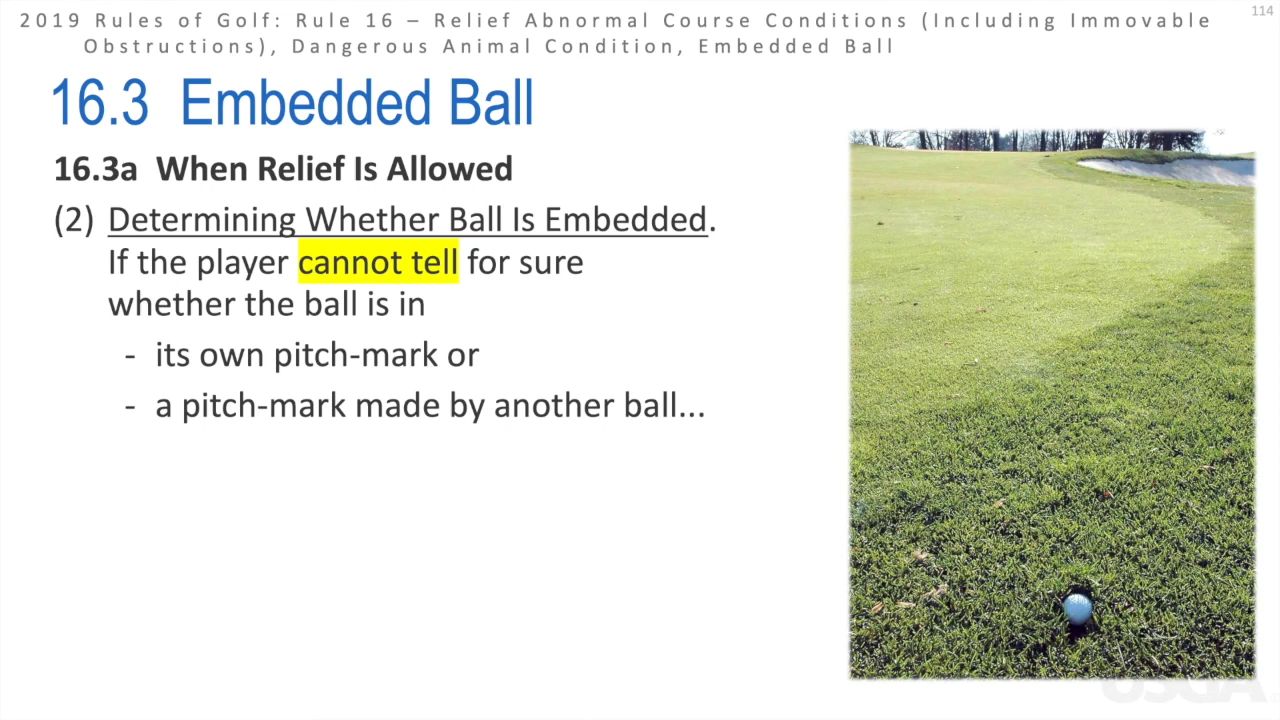 114
2019 Rules of Golf: Rule 16 – Relief Abnormal Course Conditions (Including Immovable
Obstructions), Dangerous Animal Condition, Embedded Ball
16.3 Embedded Ball
16.3a When Relief Is Allowed
(2) Determining Whether Ball Is Embedded.
If the player cannot tell for sure
whether the ball is in
- its own pitch-mark or
- a pitch-mark made by another ball...
USGA